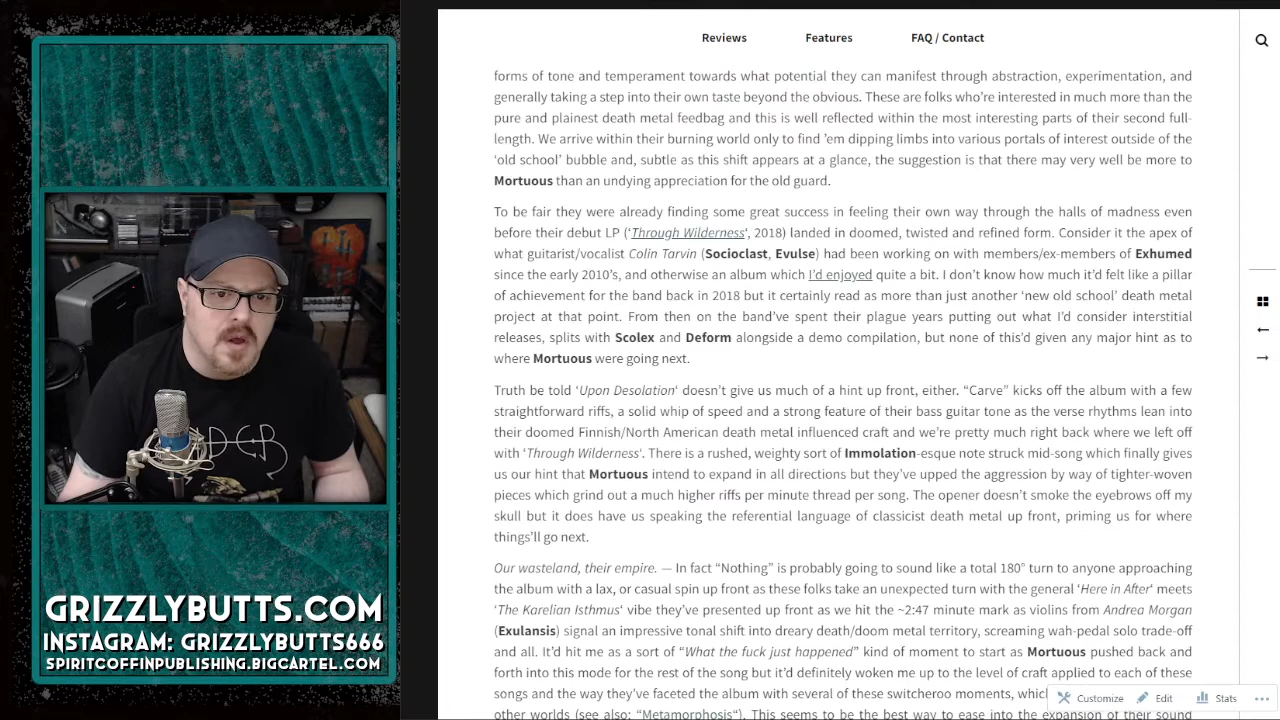 Reviews
Features
FAQ / Contact
forms of tone and temperament towards what potential they can manifest through abstraction, experimentation, and
generally taking a step into their own taste beyond the obvious. These are folks who're interested in much more than the
pure and plainest death metal feedbag and this is well reflected within the most interesting parts of their second full-
length. We arrive within their burning world only to find 'em dipping limbs into various portals of interest outside of the
'old school' bubble and, subtle as this shift appears at a glance, the suggestion is that there may very well be more to
Mortuous than an undying appreciation for the old guard.
To be fair they were already finding some great success in feeling their own way through the halls of madness even
before their debut LP ('Through Wilderness', 2018) landed in doomed, twisted and refined form. Consider it the apex of
what guitarist/vocalist Colin Tarvin (Socioclast, Evulse) had been working on with members/ex-members of Exhumed
since the early 2010's, and otherwise an album which I'd enjoyed quite a bit. I don't know how much it'd felt like a pillar
of achievement for the band back in 2018 but it certainly read as more than just another 'new old school' death metal
project at that point. From then on the band've spent their plague years putting out what I'd consider interstitial
releases, splits with Scolex and Deform alongside a demo compilation, but none of this'd given any major hint as to
where Mortuous were going next.
Truth be told 'Upon Desolation' doesn't give us much of a hint up front, either. "Carve" kicks off the album with a few
straightforward riffs, a solid whip of speed and a strong feature of their bass guitar tone as the verse rhythms lean into
their doomed Finnish/North American death metal influenced craft and we're pretty much right back where we left off
with 'Through Wilderness'. There is a rushed, weighty sort of Immolation-esque note struck mid-song which finally gives
us our hint that Mortuous intend to expand in all directions but they've upped the aggression by way of tighter-woven
pieces which grind out a much higher riffs per minute thread per song. The opener doesn't smoke the eyebrows off my
skull but it does have us speaking the referential language of classicist death metal up front, priming us for where
things'll go next.
Our wasteland, their empire. — In fact "Nothing" is probably going to sound like a total 180° turn to anyone approaching
the album with a lax, or casual spin up front as these folks take an unexpected turn with the general 'Here in After' meets
'The Karelian Isthmus' vibe they've presented up front as we hit the ~2:47 minute mark as violins from Andrea Morgan
(Exulansis) signal an impressive tonal shift into dreary death/doom metal territory, screaming wah-pedal solo trade-off
and all. It'd hit me as a sort of "What the fuck just happened" kind of moment to start as Mortuous pushed back and
forth into this mode for the rest of the song but it'd definitely woken me up to the level of craft applied to each of these
songs and the way they've faceted the album with several of these switcheroo moments,
other worlds (see also: "Metamorphosis"). This seems to be the best way to ease into the expansion of their sound
Customize
Edit
Stats
GRIZZLYBUTTS.COM
INSTAGRAM: GRIZZLYBUTTS666
SPIRITCOFFINPUBLISHING.BIGCARTEL.COM